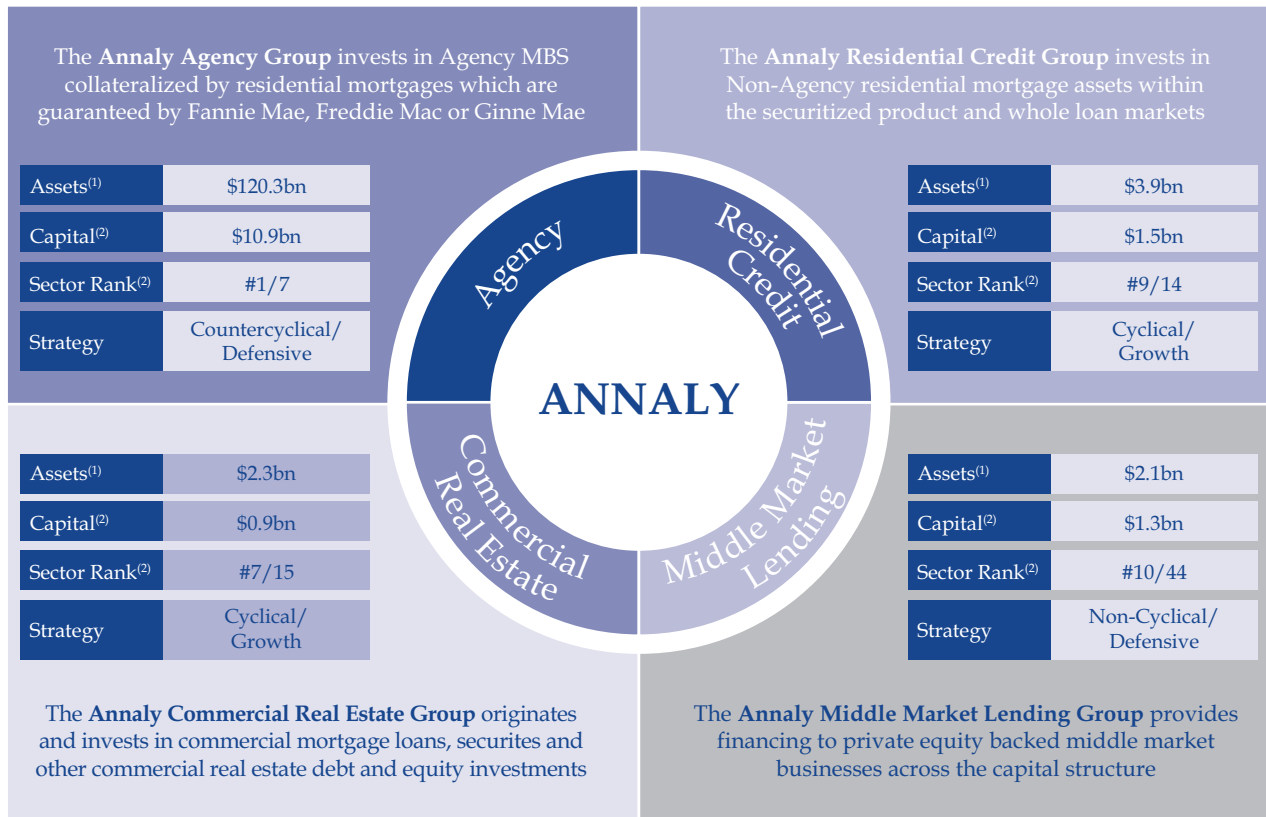 The Annaly Agency Group invests in Agency MBS
collateralized by residential mortgages which are
guaranteed by Fannie Mae, Freddie Mac or Ginne Mae
Assets(1) $120.3bn
Capital(2) $10.9bn
Sector Rank(2) #1/7
Strategy Countercyclical/
Defensive
The Annaly Residential Credit Group invests in
Non-Agency residential mortgage assets within
the securitized product and whole loan markets
Assets(1) $3.9bn
Capital(2) $1.5bn
Sector Rank(2) #9/14
Strategy Cyclical/
Growth
Agency
Residential
Credit
ANNALY
Commercial
Real Estate
Middle Market
Lending
Assets(1) $2.3bn
Capital(2) $0.9bn
Sector Rank(2) #7/15
Strategy Cyclical/
Growth
The Annaly Commercial Real Estate Group originates
and invests in commercial mortgage loans, securites and
other commercial real estate debt and equity investments
Assets(1) $2.1bn
Capital(2) $1.3bn
Sector Rank(2) #10/44
Strategy Non-Cyclical/
Defensive
The Annaly Middle Market Lending Group provides
financing to private equity backed middle market
businesses across the capital structure